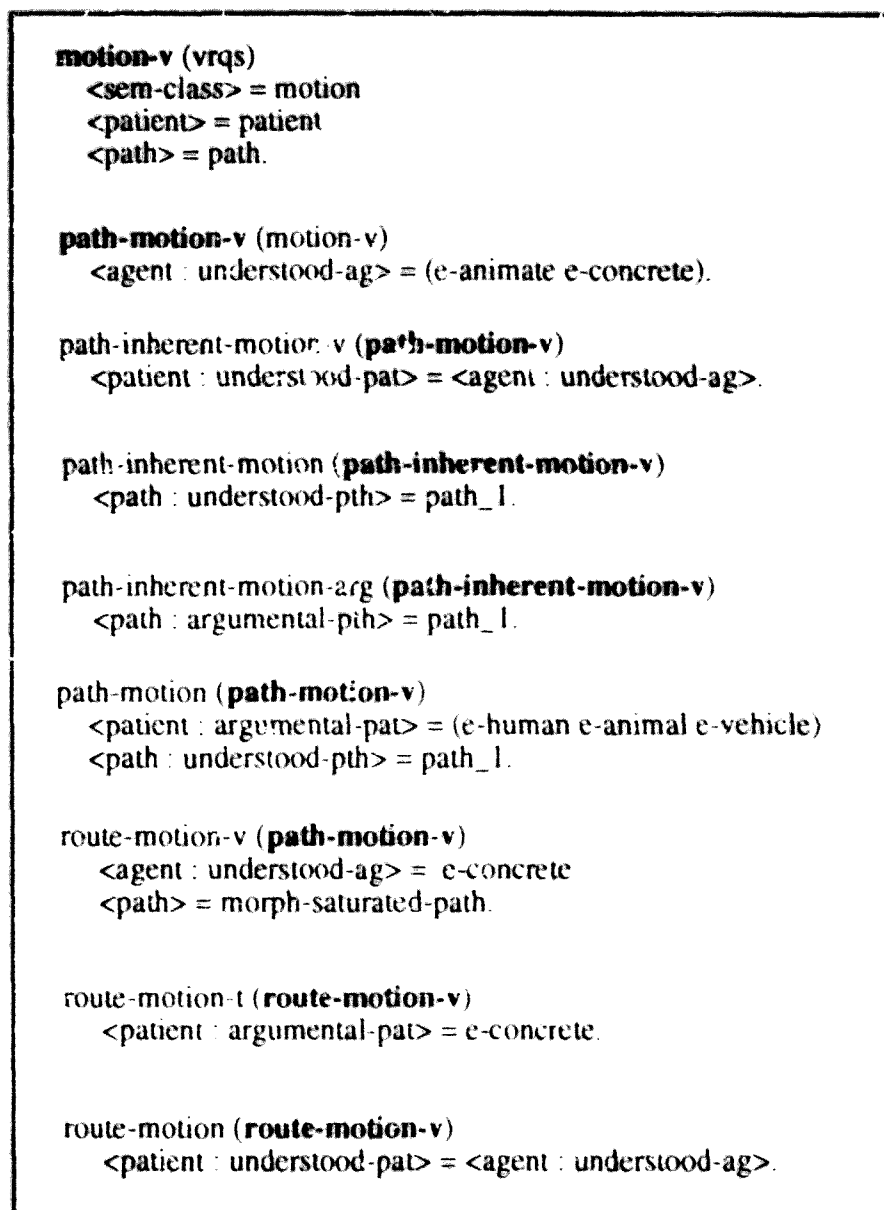 motion-v (vrqs)
<sem-class> = motion
<patient> = patient
<path> = path.
path-motion-v (motion-v)
<agent : understood-ag> = (e-animate e-concrete).
path-inherent-motion-v (path-motion-v)
<patient : understood-pat> = <agent : understood-ag>.
path-inherent-motion (path-inherent-motion-v)
<path : understood-pth> = path_1.
path-inherent-motion-arg (path-inherent-motion-v)
<path : argumental-pth> = path_1.
path-motion (path-motion-v)
<patient : argumental-pat> = (e-human e-animal e-vehicle)
<path : understood-pth> = path_1.
route-motion-v (path-motion-v)
<agent : understood-ag> = e-concrete
<path> = morph-saturated-path.
route-motion-t (route-motion-v)
<patient : argumental-pat> = e-concrete.
route-motion (route-motion-v)
<patient : understood-pat> = <agent : understood-ag>.